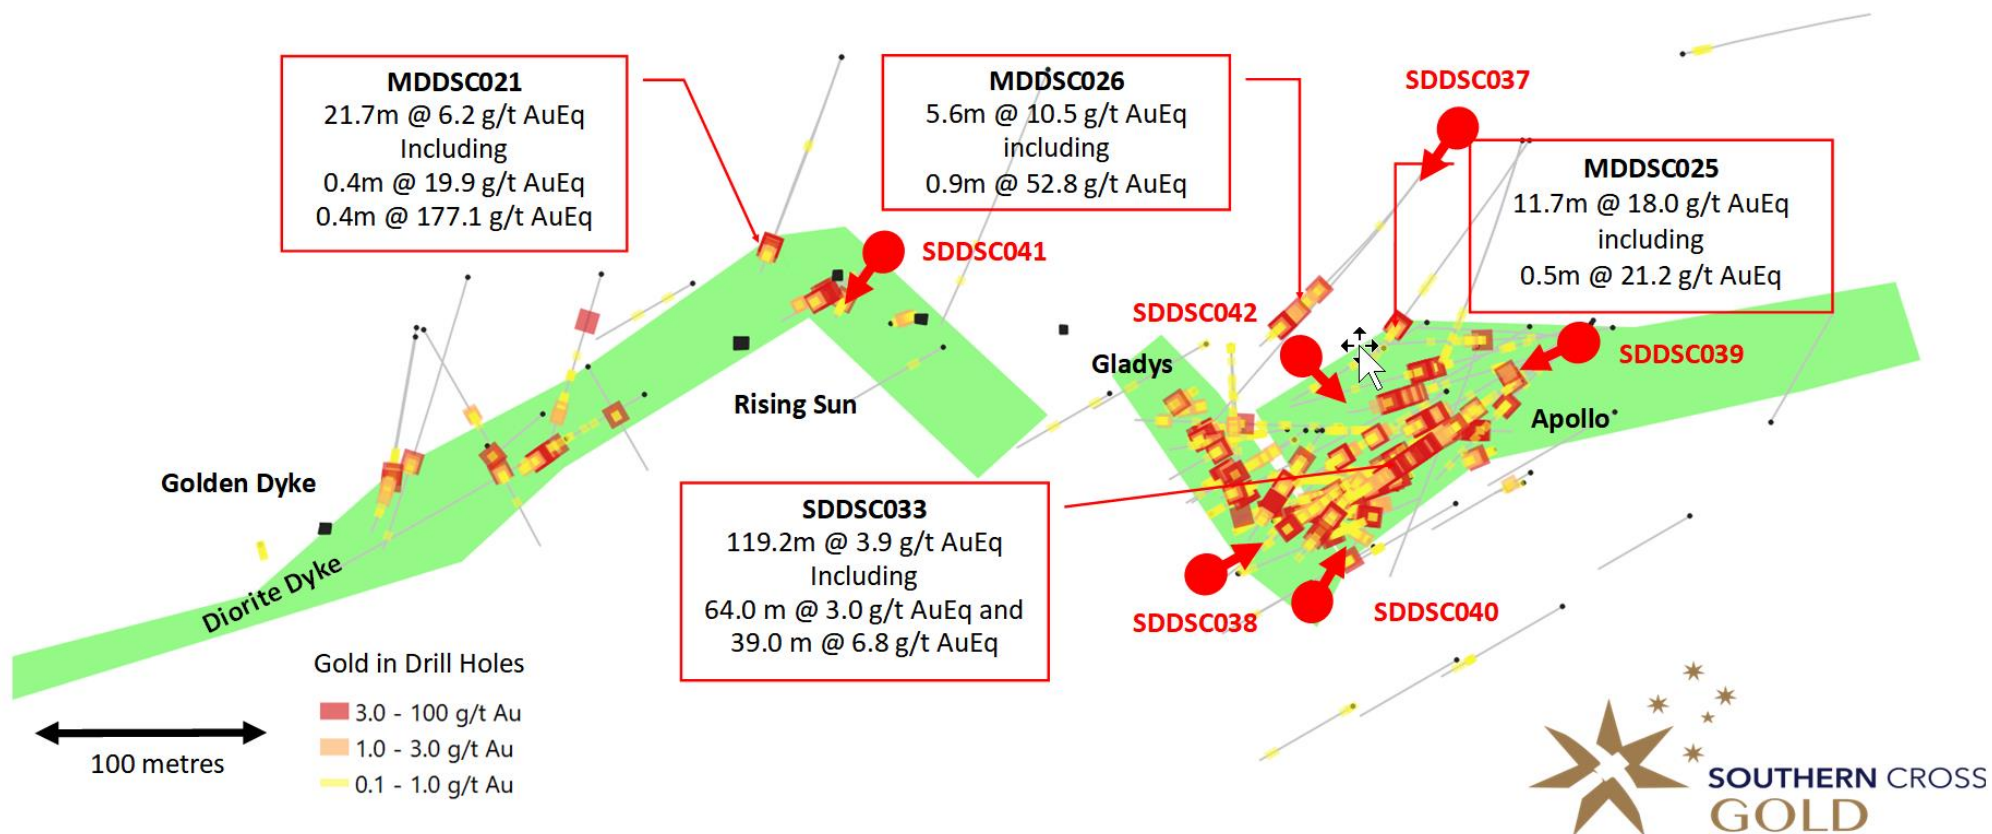 MDDSC021
21.7m @ 6.2 g/t AuEq
Including
0.4m @ 19.9 g/t AuEq
0.4m @ 177.1 g/t AuEq
MDDSC026
5.6m @ 10.5 g/t AuEq
including
0.9m @ 52.8 g/t AuEq
SDDSC037
MDDSC025
11.7m @ 18.0 g/t AuEq
including
0.5m @ 21.2 g/t AuEq
SDDSC041
SDDSC042
SDDSC039
Gladys
Rising Sun
Apollo
Golden Dyke
SDDSC033
119.2m @ 3.9 g/t AuEq
Including
64.0 m @ 3.0 g/t AuEq and
39.0 m @ 6.8 g/t AuEq
Diorite Dyke
SDDSC038
SDDSC040
Gold in Drill Holes
3.0 - 100 g/t Au
1.0 - 3.0 g/t Au
0.1 - 1.0 g/t Au
100 metres
SOUTHERN CROSS
GOLD